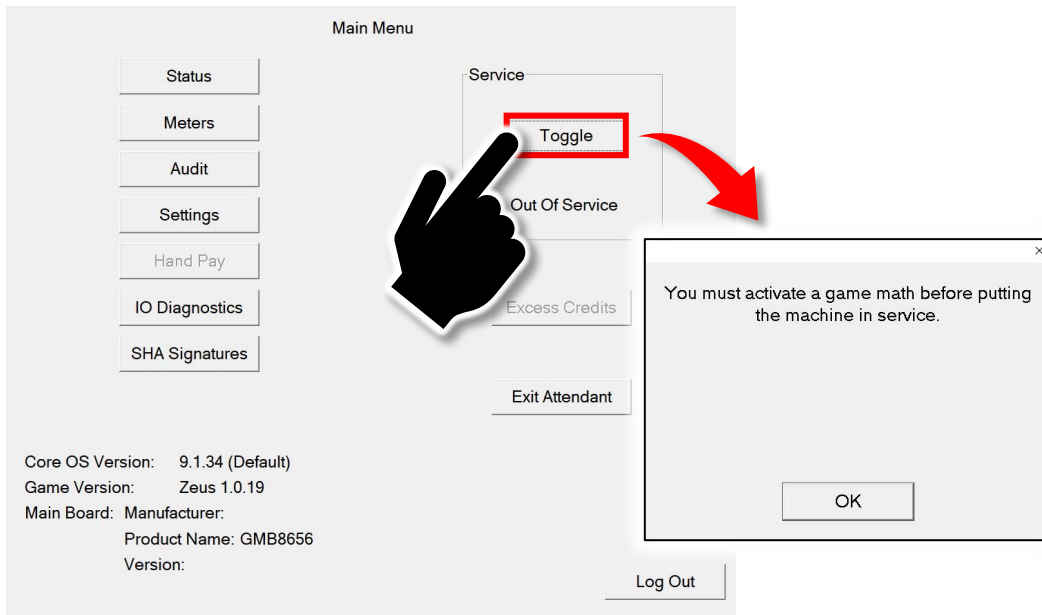 Main Menu
Status
Meters
Audit
Settings
Hand Pay
IO Diagnostics
SHA Signatures
Service
Toggle
Out Of Service
Excess Credits
Exit Attendant
×
You must activate a game math before putting
the machine in service.
OK
Core OS Version: 9.1.34 (Default)
Game Version: Zeus 1.0.19
Main Board: Manufacturer:
Product Name: GMB8656
Version:
Log Out